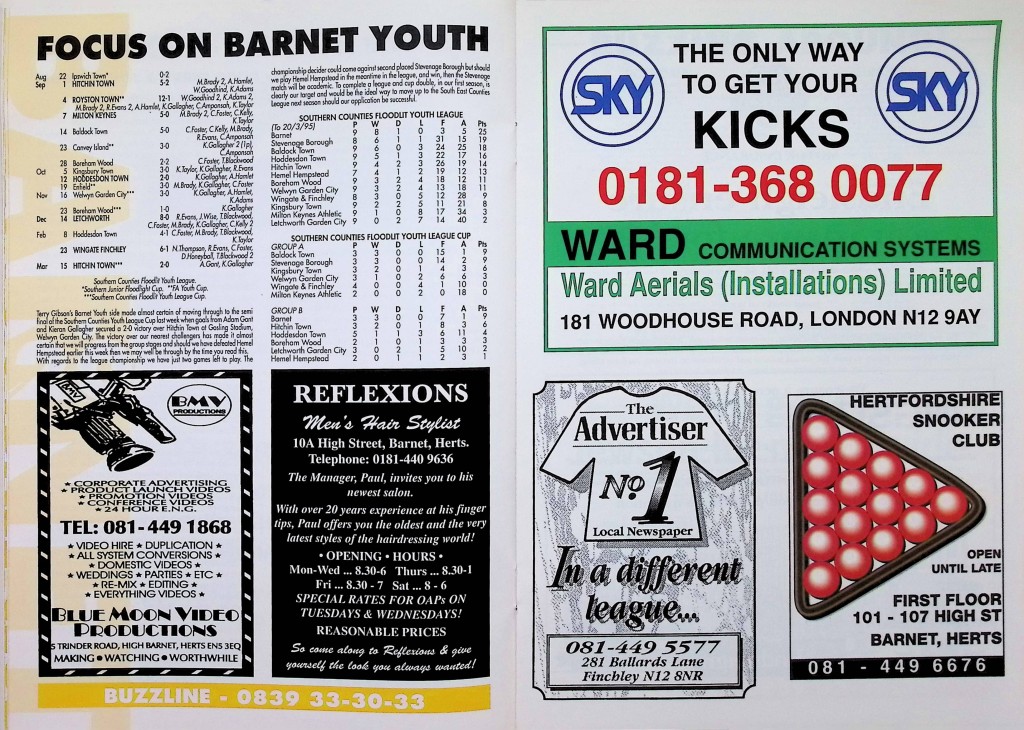 FOCUS ON BARNET YOUTH
Aug 22 Ipswich Town* 0-2
Sep 1 HITCHIN TOWN 5-2 M.Brady 2, A.Hamlet,
W.Goodhind, K.Adams
4 ROYSTON TOWN** 12-1 W.Goodhind 2, K.Adams 2,
M.Brady 2, R.Evans 2, A.Hamlet, K.Gallagher, C.Amponsah, K.Taylor
7 MILTON KEYNES 5-0 M.Brady 2, C.Foster, C.Kelly,
K.Taylor
14 Baldock Town 5-0 C.Foster, C.Kelly, M.Brady,
R.Evans, C.Amponsah
23 Canvey Island** 3-0 K.Gallagher 2 (1p),
C.Amponsah
28 Boreham Wood 2-2 C.Foster, T.Blackwood
Oct 5 Kingsbury Town 3-0 K.Taylor, K.Gallagher, R.Evans
12 HODDESDON TOWN 2-0 K.Gallagher, A.Hamlet
19 Enfield** 3-0 M.Brady, K.Gallagher, C.Foster
Nov 16 Welwyn Garden City*** 3-0 K.Gallagher, A.Hamlet,
K.Adams
23 Boreham Wood*** 1-0 K.Gallagher
Dec 14 LETCHWORTH 8-0 R.Evans, J.Wise, T.Blackwood,
C.Foster, M.Brady, K.Gallagher, C.Kelly 2
Feb 8 Hoddesdon Town 4-1 C.Foster, M.Brady, T.Blackwood,
K.Taylor
23 WINGATE FINCHLEY 6-1 N.Thompson, R.Evans, C.Foster,
D.Honeyball, T.Blackwood 2
Mar 15 HITCHIN TOWN*** 2-0 A.Gant, K.Gallagher
Southern Counties Floodlit Youth League.
*Southern Junior Floodlight Cup. **FA Youth Cup.
***Southern Counties Floodlit Youth League Cup.
Terry Gibson's Barnet Youth side made almost certain of moving through to the semi
final of the Southern Counties Youth League Cup last week when goals from Adam Gant
and Kieran Gallagher secured a 2-0 victory over Hitchin Town at Gosling Stadium,
Welwyn Garden City. The victory over our nearest challengers has made it almost
certain that we will progress from the group stages and should we have defeated Hemel
Hempstead earlier this week then we may well be through by the time you read this.
With regards to the league championship we have just two games left to play. The
championship decider could come against second placed Stevenage Borough but should
we play Hemel Hempstead in the meantime in the league, and win, then the Stevenage
match will be academic. To complete a league and cup double, in our first season, is
clearly our target and would be the ideal way to move up to the South East Counties
League next season should our application be successful.
SOUTHERN COUNTIES FLOODLIT YOUTH LEAGUE
(To 20/3/95) P W D L F A Pts
Barnet 9 8 1 0 3 5 25
Stevenage Borough 8 6 1 1 31 15 19
Baldock Town 9 6 0 3 24 25 18
Hoddesdon Town 9 5 1 3 22 17 16
Hitchin Town 9 4 2 3 26 19 14
Hemel Hempstead 7 4 1 2 19 12 13
Boreham Wood 9 3 2 4 18 12 11
Welwyn Garden City 9 3 2 4 13 18 11
Wingate & Finchley 8 3 0 5 12 28 9
Kingsbury Town 9 2 2 5 11 21 8
Milton Keynes Athletic 9 1 0 8 17 34 3
Letchworth Garden City 9 0 2 7 14 40 2
SOUTHERN COUNTIES FLOODLIT YOUTH LEAGUE CUP
GROUP A P W D L F A Pts
Baldock Town 3 3 0 0 15 1 9
Stevenage Borough 3 3 0 0 14 2 9
Kingsbury Town 3 2 0 1 4 3 6
Welwyn Garden City 3 1 0 2 6 6 3
Wingate & Finchley 4 0 0 4 1 10 0
Milton Keynes Athletic 2 0 0 2 0 18 0
GROUP B P W D L F A Pts
Barnet 3 3 0 0 7 1 9
Hitchin Town 3 2 0 1 8 3 6
Hoddesdon Town 5 1 1 3 6 11 4
Boreham Wood 2 1 0 1 1 2 3
Letchworth Garden City 3 0 2 1 5 10 2
Hemel Hempstead 2 0 1 1 2 3 1
BMV
PRODUCTIONS
★ CORPORATE ADVERTISING ★
★ PRODUCT LAUNCH VIDEOS ★
★ PROMOTION VIDEOS ★
★ CONFERENCE VIDEOS ★
★ 24 HOUR E.N.G. ★
TEL: 081-449 1868
★ VIDEO HIRE ★ DUPLICATION ★
★ ALL SYSTEM CONVERSIONS ★
★ DOMESTIC VIDEOS ★
★ WEDDINGS ★ PARTIES ★ ETC ★
★ RE-MIX ★ EDITING ★
★ EVERYTHING VIDEOS ★
BLUE MOON VIDEO
PRODUCTIONS
5 TRINDER ROAD, HIGH BARNET, HERTS EN5 3EQ
MAKING ● WATCHING ● WORTHWHILE
REFLEXIONS
Men's Hair Stylist
10A High Street, Barnet, Herts.
Telephone: 0181-440 9636
The Manager, Paul, invites you to his
newest salon.
With over 20 years experience at his finger
tips, Paul offers you the oldest and the very
latest styles of the hairdressing world!
• OPENING • HOURS •
Mon-Wed ... 8.30-6 Thurs ... 8.30-1
Fri ... 8.30 - 7 Sat ... 8 - 6
SPECIAL RATES FOR OAPs ON
TUESDAYS & WEDNESDAYS!
REASONABLE PRICES
So come along to Reflexions & give
yourself the look you always wanted!
BUZZLINE - 0839 33-30-33
SKY
THE ONLY WAY
TO GET YOUR
KICKS
SKY
0181-368 0077
WARD COMMUNICATION SYSTEMS
Ward Aerials (Installations) Limited
181 WOODHOUSE ROAD, LONDON N12 9AY
The
Advertiser
No 1
Local Newspaper
In a different
league...
081-449 5577
281 Ballards Lane
Finchley N12 8NR
HERTFORDSHIRE
SNOOKER
CLUB
OPEN
UNTIL LATE
FIRST FLOOR
101 - 107 HIGH ST
BARNET, HERTS
081 - 449 6676